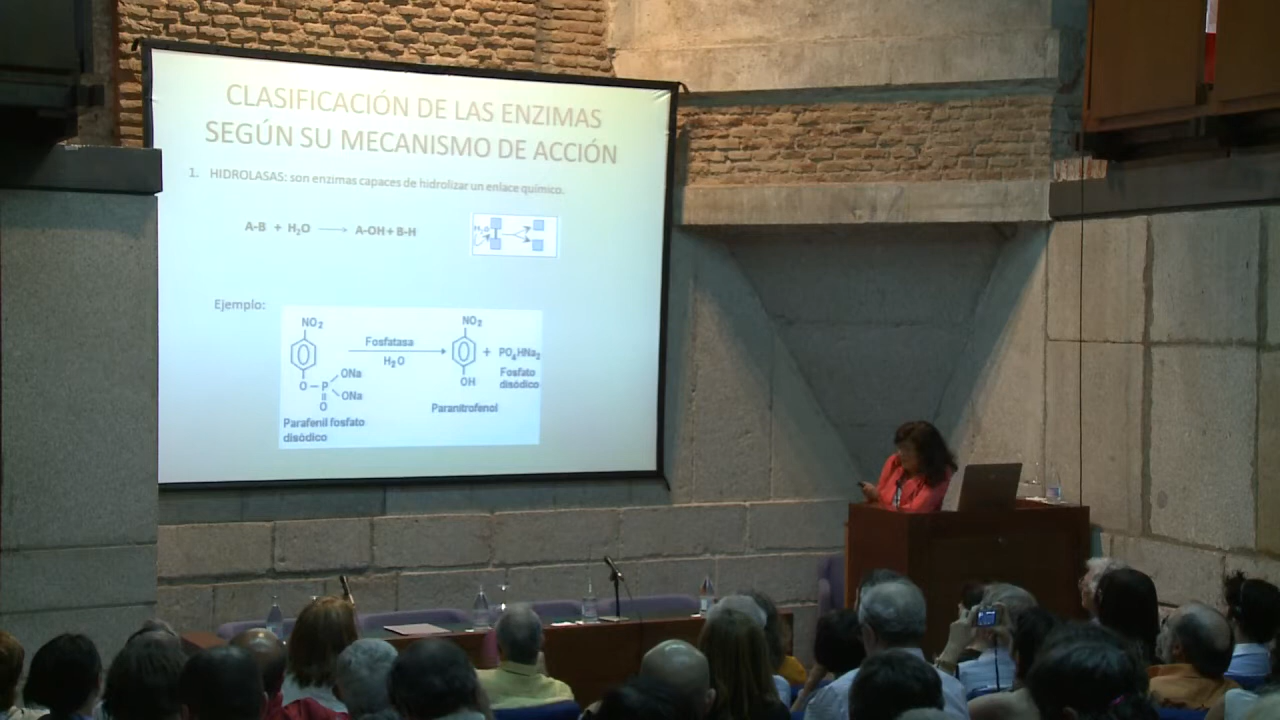 CLASIFICACIÓN DE LAS ENZIMAS
SEGÚN SU MECANISMO DE ACCIÓN
1. HIDROLASAS: son enzimas capaces de hidrolizar un enlace químico.
A-B + H₂O → A-OH + B-H
H₂O
Ejemplo:
NO₂
O – P
ONa
ONa
O
Parafenil fosfato
disódico
Fosfatasa
H₂O
NO₂
OH
Paranitrofenol
+ PO₄HNa₂
Fosfato
disódico